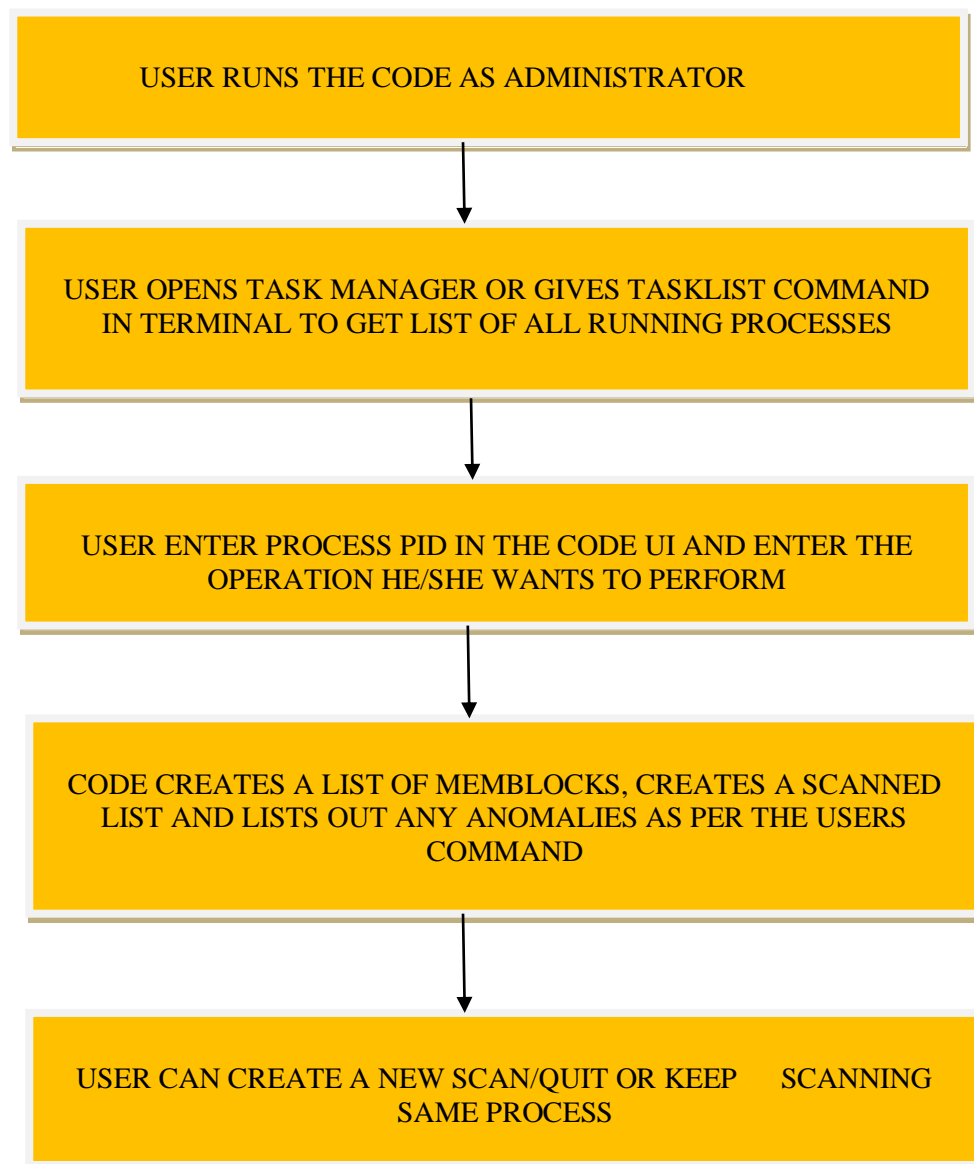 USER RUNS THE CODE AS ADMINISTRATOR
USER OPENS TASK MANAGER OR GIVES TASKLIST COMMAND
IN TERMINAL TO GET LIST OF ALL RUNNING PROCESSES
USER ENTER PROCESS PID IN THE CODE UI AND ENTER THE
OPERATION HE/SHE WANTS TO PERFORM
CODE CREATES A LIST OF MEMBLOCKS, CREATES A SCANNED
LIST AND LISTS OUT ANY ANOMALIES AS PER THE USERS
COMMAND
USER CAN CREATE A NEW SCAN/QUIT OR KEEP SCANNING
SAME PROCESS